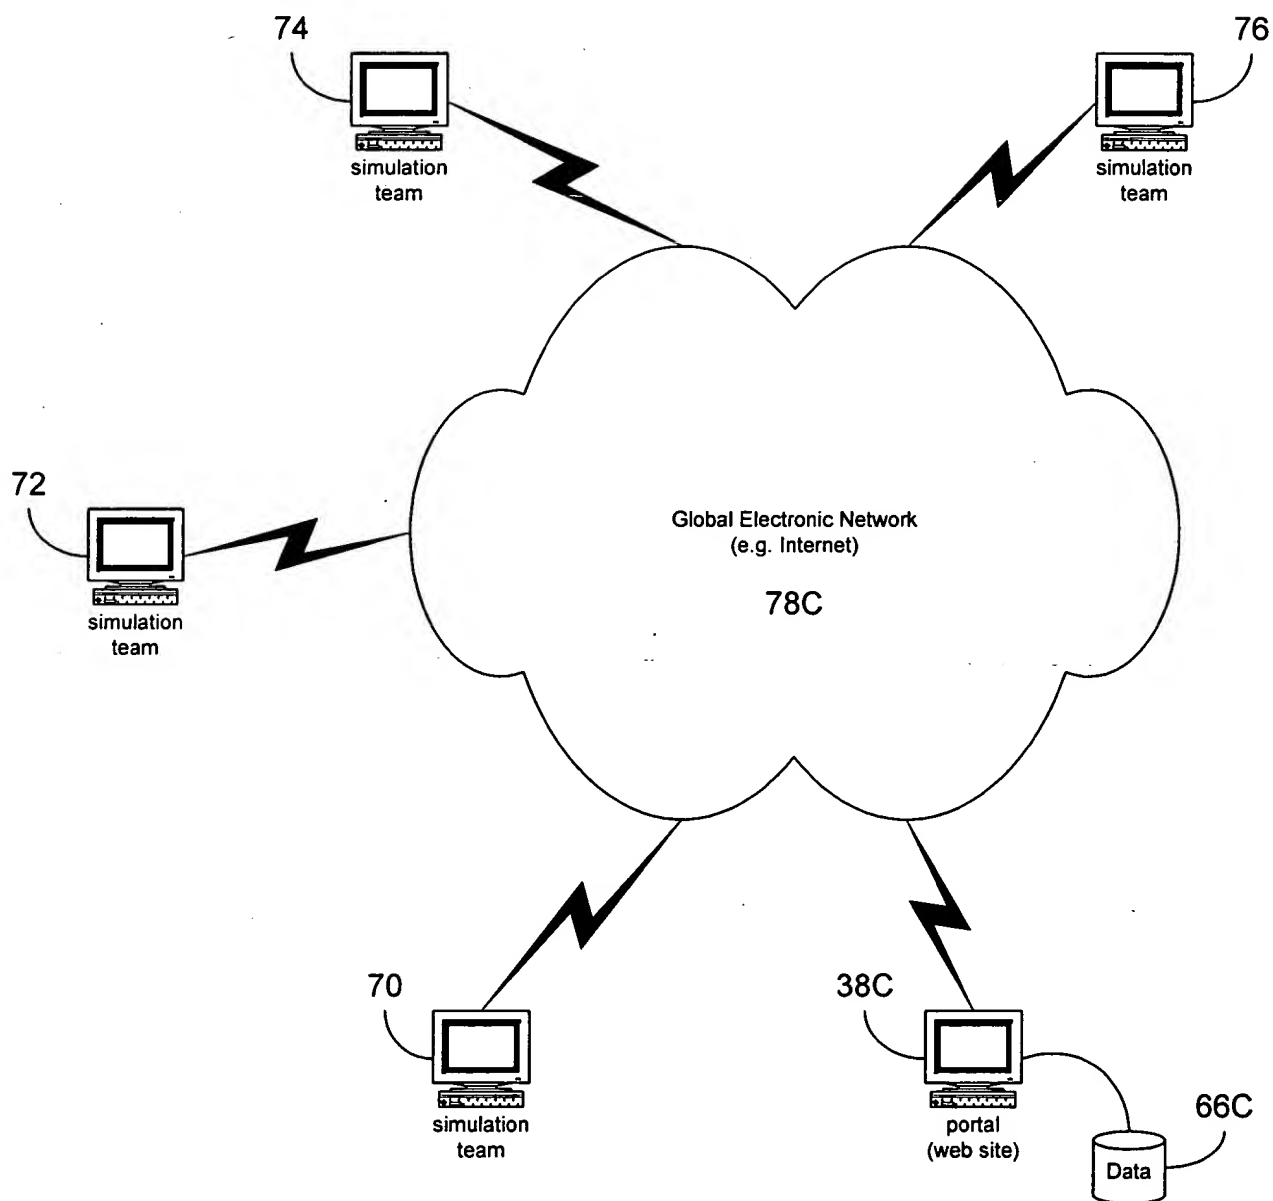 74
76
simulation
team
simulation
team
72
simulation
team
Global Electronic Network
(e.g. Internet)
78C
70
simulation
team
38C
portal
(web site)
66C
Data